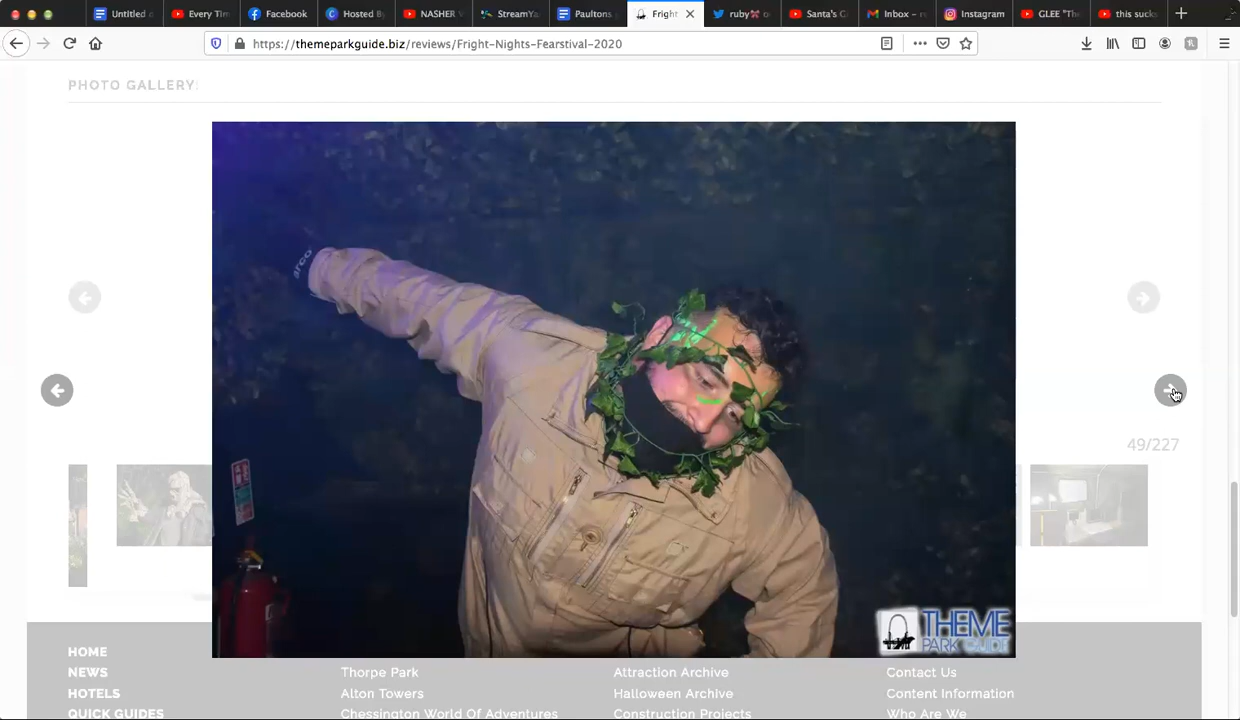 Untitled d
Every Tim
Facebook
Hosted B
NASHER
StreamYa
Paultons
Fright
ruby
Santa's G
Inbox -
Instagram
GLEE "The
this sucks
https://themeparkguide.biz/reviews/Fright-Nights-Fearstival-2020
PHOTO GALLERY:
arco
49/227
THEME
PARK GUIDE
HOME
NEWS
HOTELS
QUICK GUIDES
Thorpe Park
Alton Towers
Chessington World Of Adventures
Attraction Archive
Halloween Archive
Construction Projects
Contact Us
Content Information
Who Are We